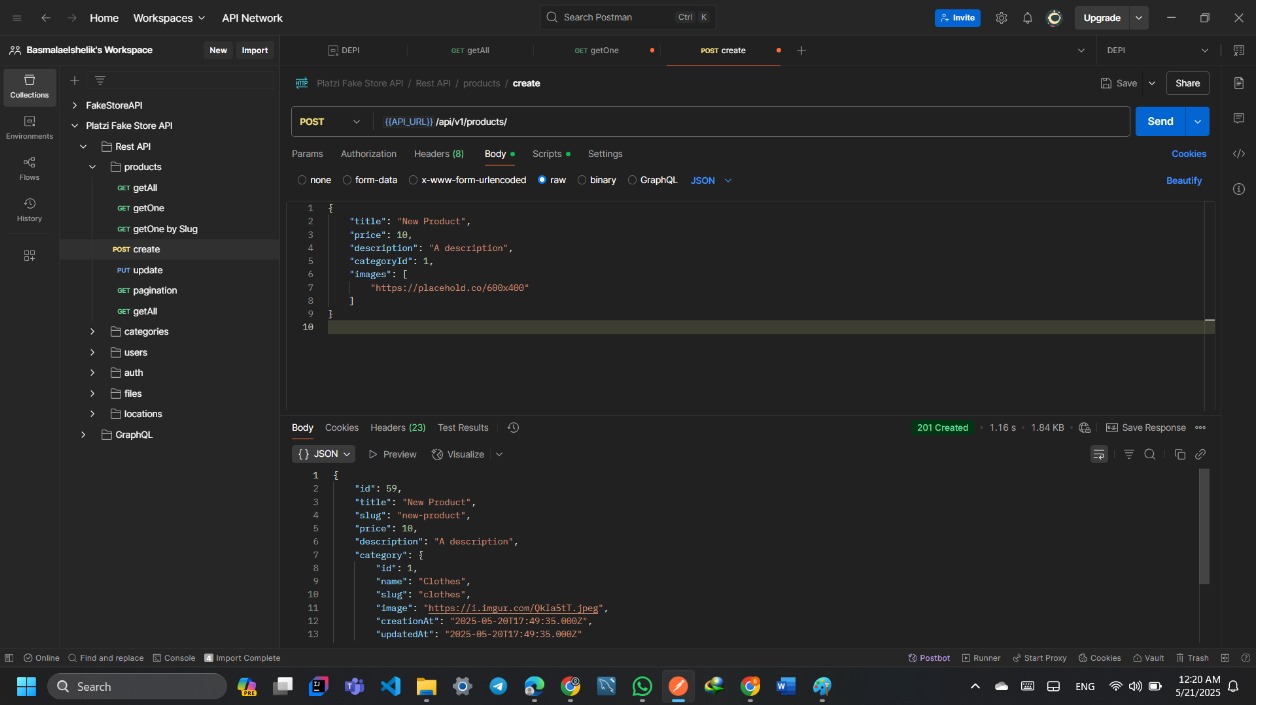 Home Workspaces API Network Search Postman Ctrl K Invite Upgrade
Basmalaelshelik's Workspace New Import DEPI GET getAll GET getOne POST create DEPI
Collections
Environments
Flows
History
FakeStoreAPI
Platzi Fake Store API
Rest API
products
GET getAll
GET getOne
GET getOne by Slug
POST create
PUT update
GET pagination
GET getAll
categories
users
auth
files
locations
GraphQL
HTTP Platzi Fake Store API / Rest API / products / create Save Share
POST {{API_URL}} /api/v1/products/ Send
Params Authorization Headers (8) Body Scripts Settings Cookies
none form-data x-www-form-urlencoded raw binary GraphQL JSON Beautify
1 {
2 "title": "New Product",
3 "price": 10,
4 "description": "A description",
5 "categoryId": 1,
6 "images": [
7 "https://placehold.co/600x400"
8 ]
9 }
10
Body Cookies Headers (23) Test Results 201 Created 1.16 s 1.84 KB Save Response
{} JSON Preview Visualize
1 {
2 "id": 59,
3 "title": "New Product",
4 "slug": "new-product",
5 "price": 10,
6 "description": "A description",
7 "category": {
8 "id": 1,
9 "name": "Clothes",
10 "slug": "clothes",
11 "image": "https://i.imgur.com/QkIa5tT.jpeg",
12 "creationAt": "2025-05-20T17:49:35.000Z",
13 "updatedAt": "2025-05-20T17:49:35.000Z"
Online Find and replace Console 4 Import Complete Postbot Runner Start Proxy Cookies Vault Trash
Search PRE ENG 12:20 AM
5/21/2025